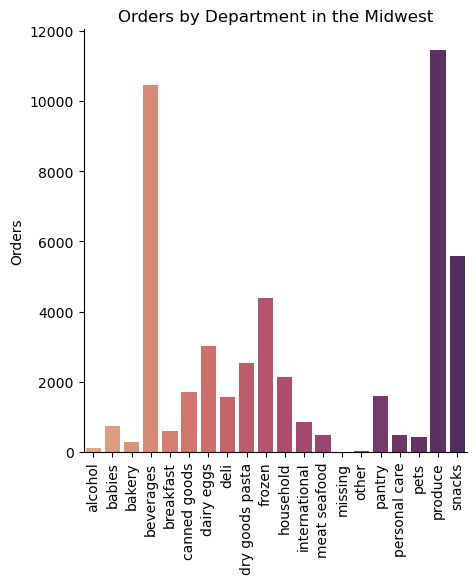 Orders by Department in the Midwest
12000
10000
8000
6000
4000
2000
0
Orders
alcohol
babies
bakery
beverages
breakfast
canned goods
dairy eggs
deli
dry goods pasta
frozen
household
international
meat seafood
missing
other
pantry
personal care
pets
produce
snacks